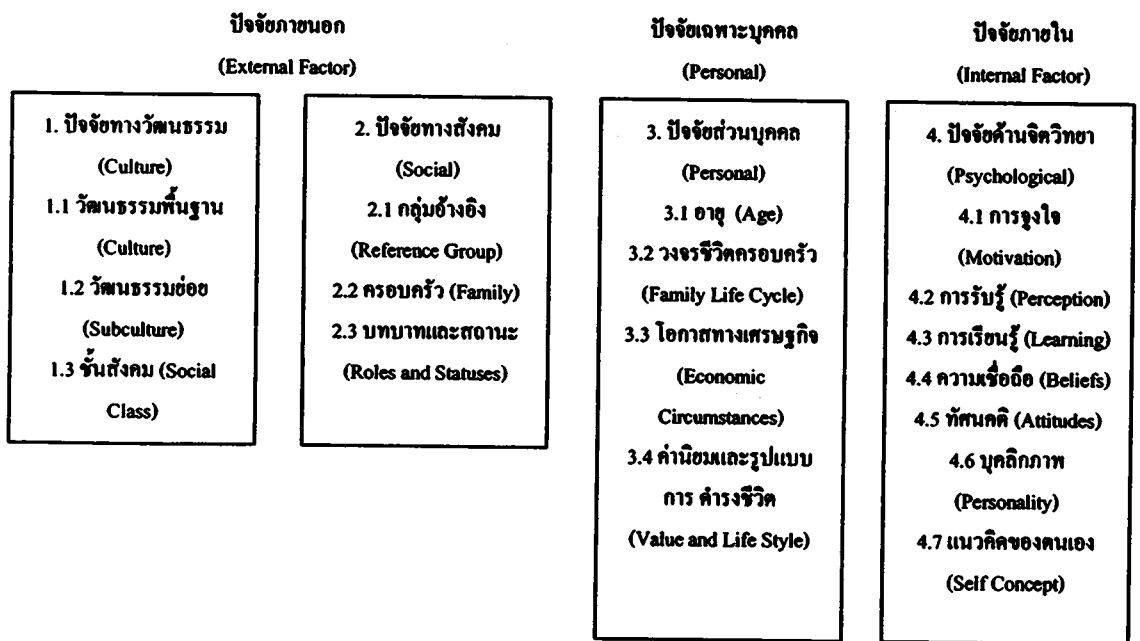 ปัจจัยภายนอก
(External Factor)
1. ปัจจัยทางวัฒนธรรม
(Culture)
1.1 วัฒนธรรมพื้นฐาน
(Culture)
1.2 วัฒนธรรมย่อย
(Subculture)
1.3 ชั้นสังคม (Social
Class)
2. ปัจจัยทางสังคม
(Social)
2.1 กลุ่มอ้างอิง
(Reference Group)
2.2 ครอบครัว (Family)
2.3 บทบาทและสถานะ
(Roles and Statuses)
ปัจจัยเฉพาะบุคคล
(Personal)
3. ปัจจัยส่วนบุคคล
(Personal)
3.1 อายุ (Age)
3.2 วงจรชีวิตครอบครัว
(Family Life Cycle)
3.3 โอกาสทางเศรษฐกิจ
(Economic
Circumstances)
3.4 ค่านิยมและรูปแบบ
การ ดำรงชีวิต
(Value and Life Style)
ปัจจัยภายใน
(Internal Factor)
4. ปัจจัยด้านจิตวิทยา
(Psychological)
4.1 การจูงใจ
(Motivation)
4.2 การรับรู้ (Perception)
4.3 การเรียนรู้ (Learning)
4.4 ความเชื่อถือ (Beliefs)
4.5 ทัศนคติ (Attitudes)
4.6 บุคลิกภาพ
(Personality)
4.7 แนวคิดของตนเอง
(Self Concept)